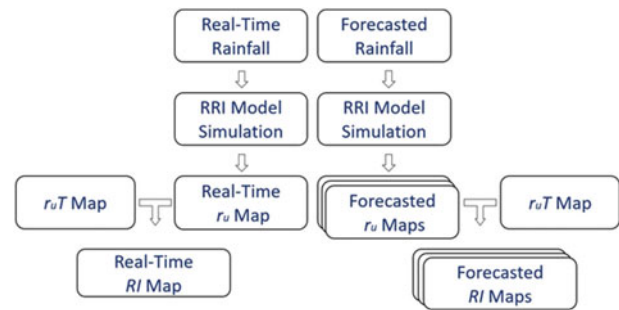 Real-Time
Rainfall
Forecasted
Rainfall
RRI Model
Simulation
RRI Model
Simulation
ruT Map
Real-Time
ru Map
Forecasted
ru Maps
ruT Map
Real-Time
RI Map
Forecasted
RI Maps